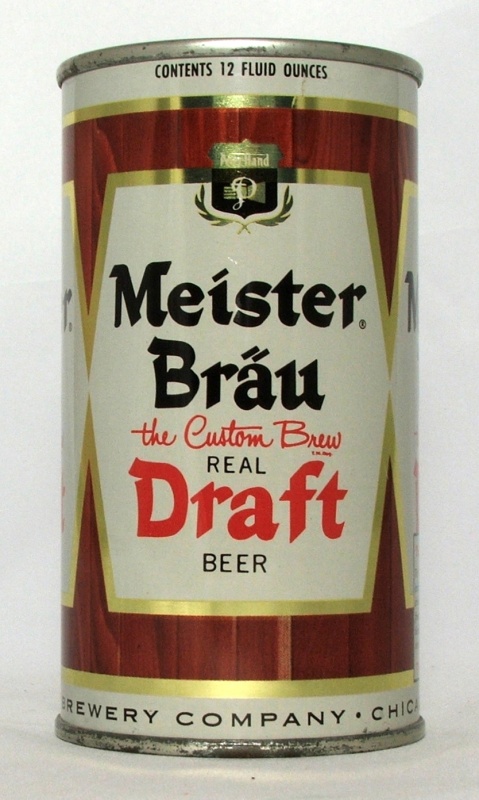 CONTENTS 12 FLUID OUNCES
Meister®
Bräu
the Custom Brew
REAL
Draft
BEER
BREWERY COMPANY • CHICA